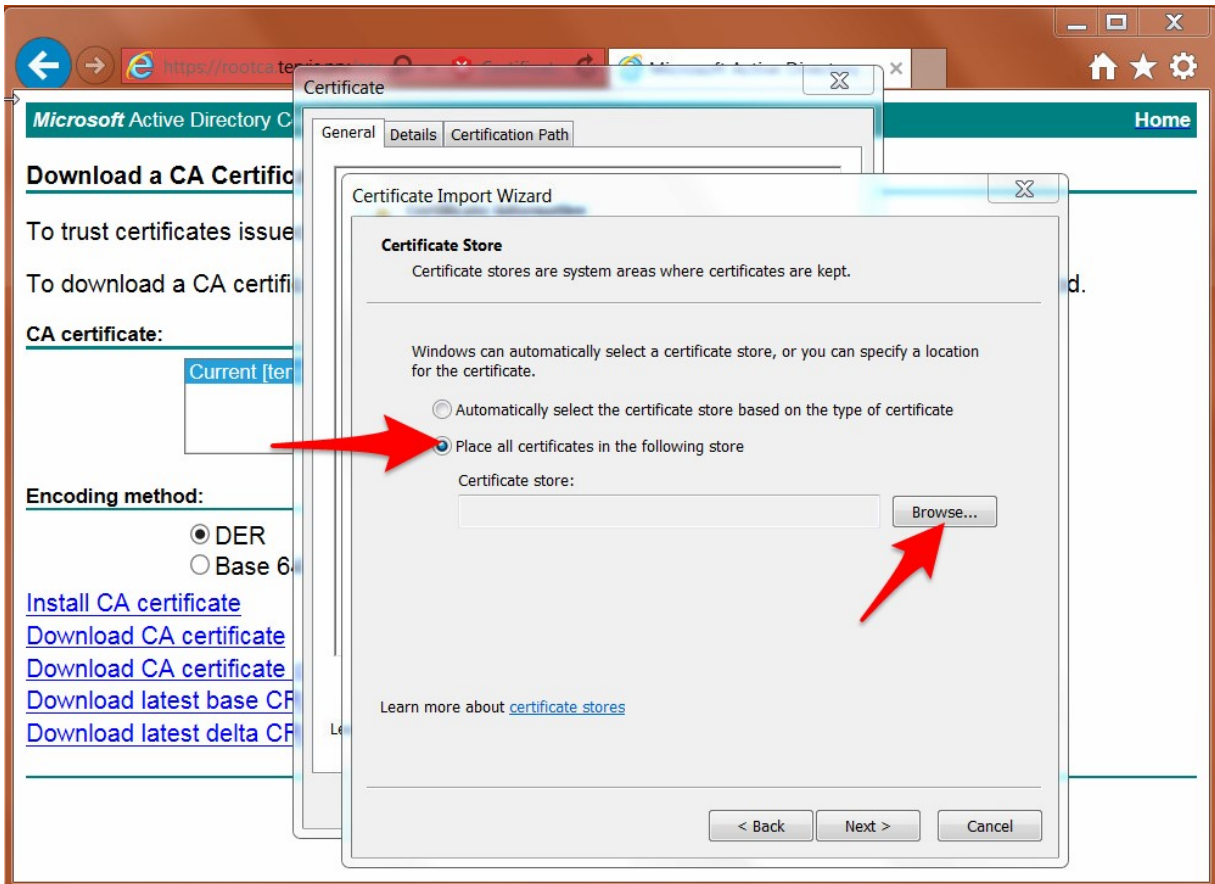 https://rootca.
Certificate
Microsoft Active Directory C
Home
General Details Certification Path
Download a CA Certific
Certificate Import Wizard
To trust certificates issue
Certificate Store
Certificate stores are system areas where certificates are kept.
To download a CA certifi
d.
CA certificate:
Windows can automatically select a certificate store, or you can specify a location
for the certificate.
Current [ter
Automatically select the certificate store based on the type of certificate
Place all certificates in the following store
Certificate store:
Encoding method:
Browse...
DER
Base 6
Install CA certificate
Download CA certificate
Download CA certificate
Download latest base CR
Learn more about certificate stores
Download latest delta CR
Le
< Back Next > Cancel